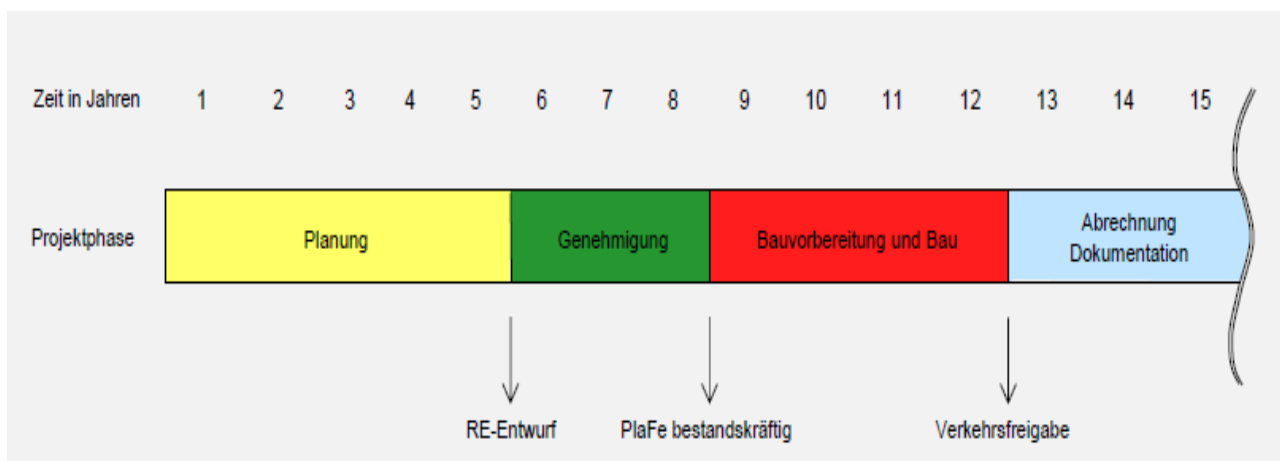 Zeit in Jahren 1 2 3 4 5 6 7 8 9 10 11 12 13 14 15
Projektphase Planung Genehmigung Bauvorbereitung und Bau Abrechnung
Dokumentation
RE-Entwurf PlaFe bestandskräftig Verkehrsfreigabe